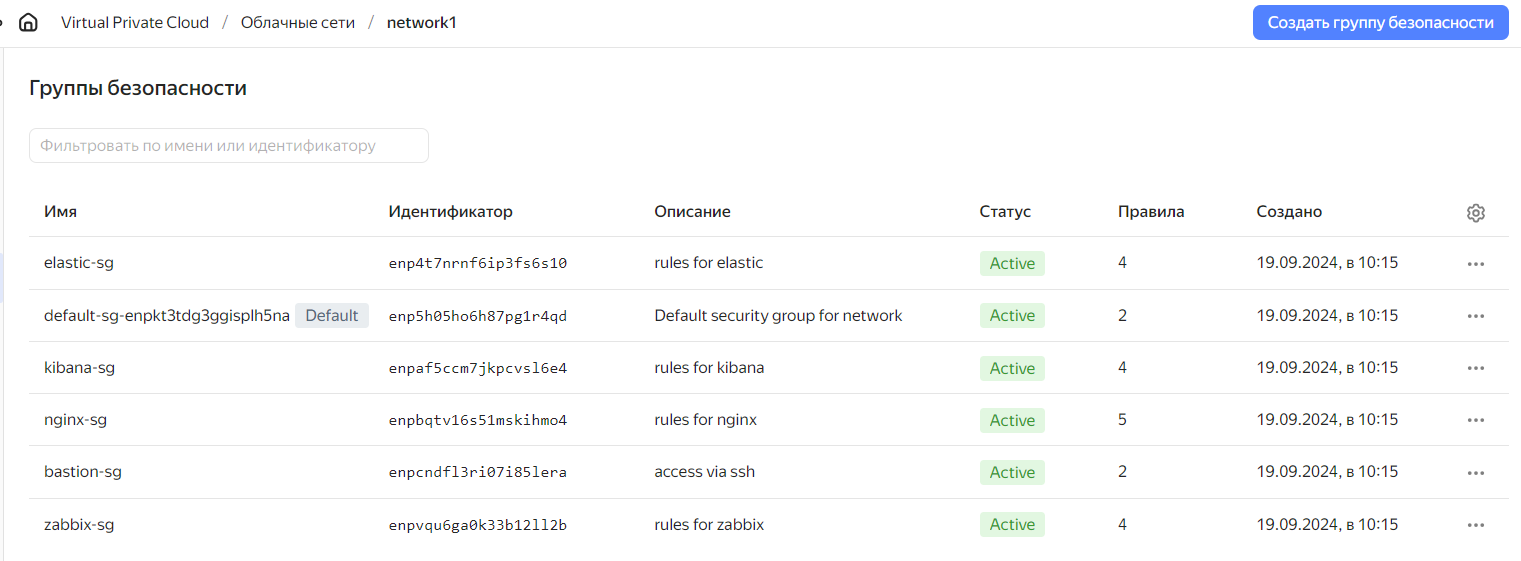 Virtual Private Cloud / Облачные сети / network1 Создать группу безопасности
Группы безопасности
Фильтровать по имени или идентификатору
Имя Идентификатор Описание Статус Правила Создано
elastic-sg enp4t7nrnf6ip3fs6s10 rules for elastic Active 4 19.09.2024, в 10:15
default-sg-enpkt3tdg3ggisplh5na Default enp5h05ho6h87pg1r4qd Default security group for network Active 2 19.09.2024, в 10:15
kibana-sg enpaf5ccm7jkpcvsl6e4 rules for kibana Active 4 19.09.2024, в 10:15
nginx-sg enpbqtv16s51mskihmo4 rules for nginx Active 5 19.09.2024, в 10:15
bastion-sg enpcndfl3ri07i85lera access via ssh Active 2 19.09.2024, в 10:15
zabbix-sg enpvqu6ga0k33b12ll2b rules for zabbix Active 4 19.09.2024, в 10:15